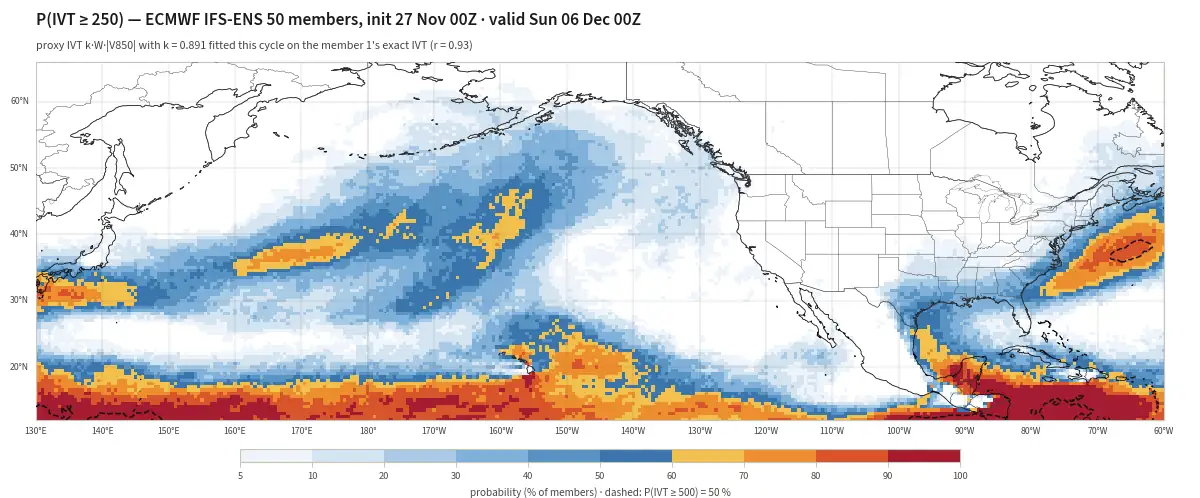 P(IVT ≥ 250) — ECMWF IFS-ENS 50 members, init 27 Nov 00Z · valid Sun 06 Dec 00Z
proxy IVT k·W·|V850| with k = 0.891 fitted this cycle on the member 1's exact IVT (r = 0.93)
60°N
50°N
40°N
30°N
20°N
130°E 140°E 150°E 160°E 170°E 180° 170°W 160°W 150°W 140°W 130°W 120°W 110°W 100°W 90°W 80°W 70°W 60°W
5 10 20 30 40 50 60 70 80 90 100
probability (% of members) · dashed: P(IVT ≥ 500) = 50 %